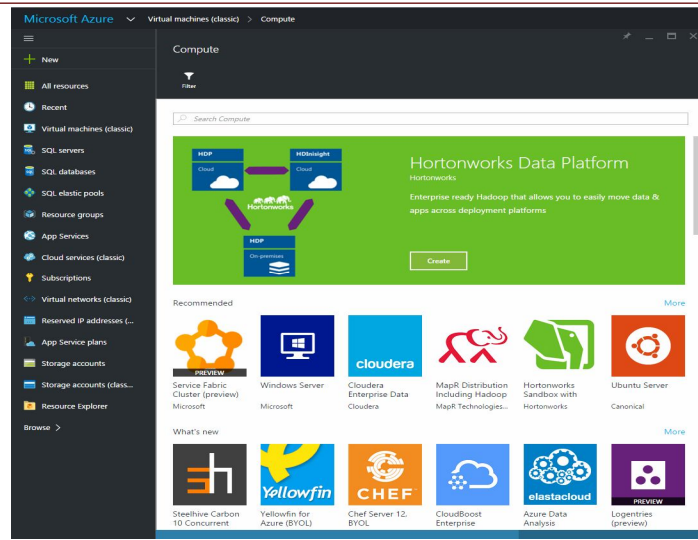 Microsoft Azure
Virtual machines (classic) > Compute
New
All resources
Recent
Virtual machines (classic)
SQL servers
SQL databases
SQL elastic pools
Resource groups
App Services
Cloud services (classic)
Subscriptions
Virtual networks (classic)
Reserved IP addresses (...
App Service plans
Storage accounts
Storage accounts (class...
Resource Explorer
Browse >
Compute
Filter
Search Compute
HDP
Cloud
HDInisight
Cloud
Hortonworks
HDP
On-premises
Hortonworks Data Platform
Hortonworks
Enterprise ready Hadoop that allows you to easily move data &
apps across deployment platforms
Create
Recommended
More
PREVIEW
cloudera
Service Fabric
Cluster (preview)
Microsoft
Windows Server
Microsoft
Cloudera
Enterprise Data
Cloudera
MapR Distribution
Including Hadoop
MapR Technologies...
Hortonworks
Sandbox with
Hortonworks
Ubuntu Server
Canonical
What's new
More
Yellowfin
CHEF
elastacloud
PREVIEW
Steelhive Carbon
10 Concurrent
Yellowfin for
Azure (BYOL)
Chef Server 12,
BYOL
CloudBoost
Enterprise
Azure Data
Analysis
Logentries
(preview)